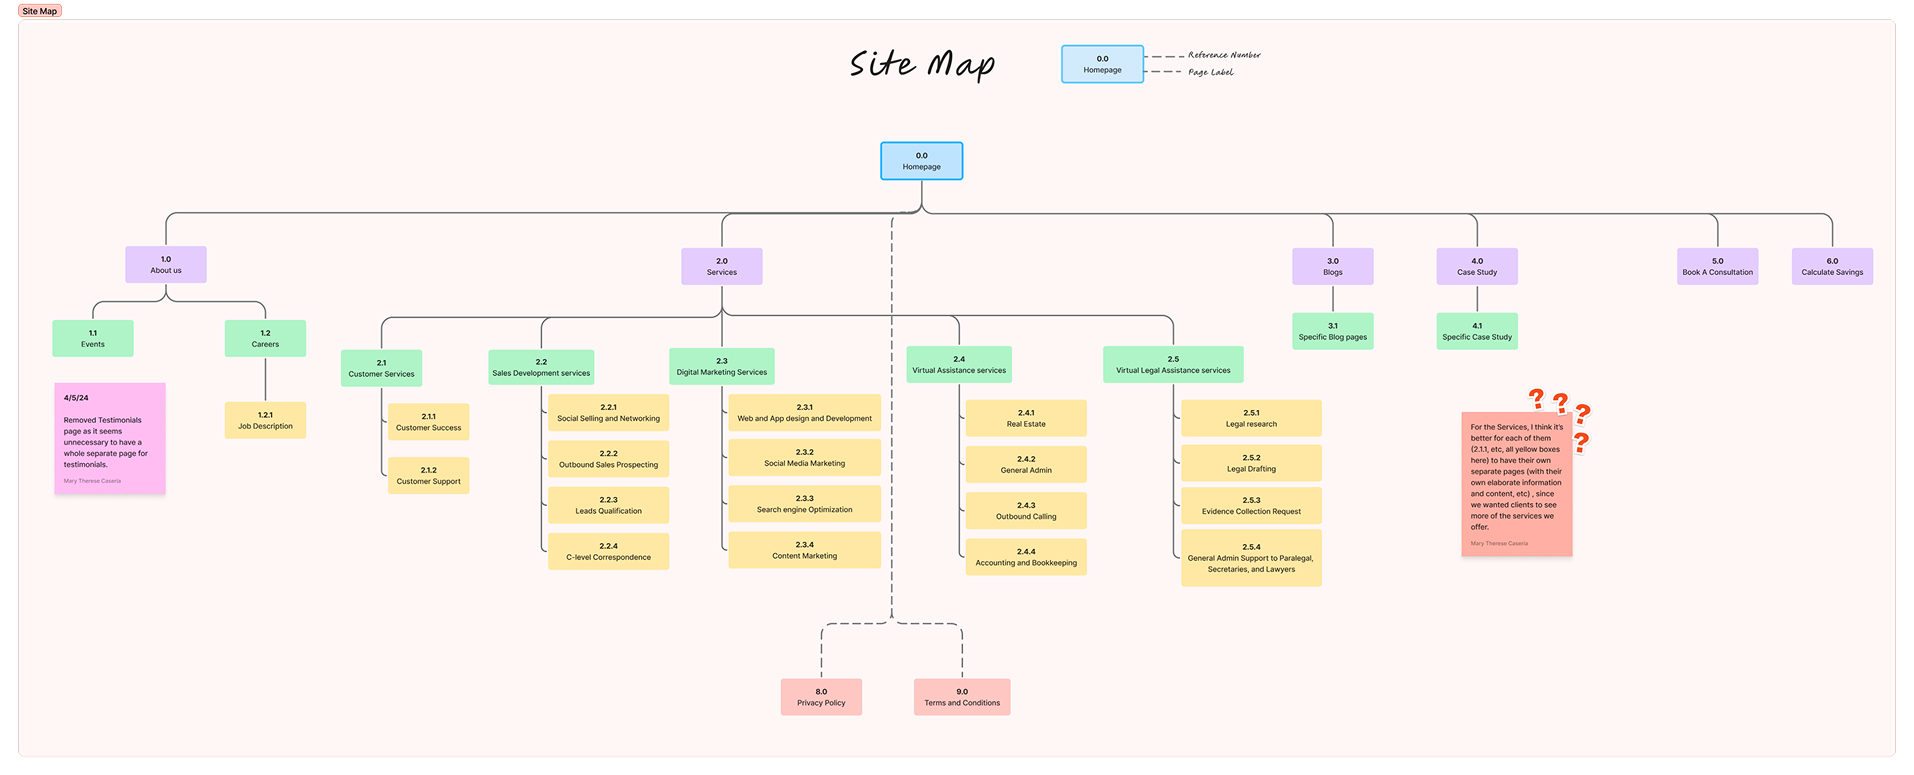 Site Map
Site Map
0.0
Homepage
Reference Number
Page Label
0.0
Homepage
1.0
About us
2.0
Services
3.0
Blogs
4.0
Case Study
5.0
Book A Consultation
6.0
Calculate Savings
1.1
Events
1.2
Careers
1.2.1
Job Description
4/5/24
Removed Testimonials
page as it seems
unnecessary to have a
whole separate page for
testimonials.
Mary Therese Caseria
2.1
Customer Services
2.1.1
Customer Success
2.1.2
Customer Support
2.2
Sales Development services
2.2.1
Social Selling and Networking
2.2.2
Outbound Sales Prospecting
2.2.3
Leads Qualification
2.2.4
C-level Correspondence
2.3
Digital Marketing Services
2.3.1
Web and App design and Development
2.3.2
Social Media Marketing
2.3.3
Search engine Optimization
2.3.4
Content Marketing
2.4
Virtual Assistance services
2.4.1
Real Estate
2.4.2
General Admin
2.4.3
Outbound Calling
2.4.4
Accounting and Bookkeeping
2.5
Virtual Legal Assistance services
2.5.1
Legal research
2.5.2
Legal Drafting
2.5.3
Evidence Collection Request
2.5.4
General Admin Support to Paralegal,
Secretaries, and Lawyers
3.1
Specific Blog pages
4.1
Specific Case Study
? ? ? ?
For the Services, I think it's
better for each of them
(2.1.1, etc, all yellow boxes
here) to have their own
separate pages (with their
own elaborate information
and content, etc) , since
we wanted clients to see
more of the services we
offer.
Mary Therese Caseria
8.0
Privacy Policy
9.0
Terms and Conditions